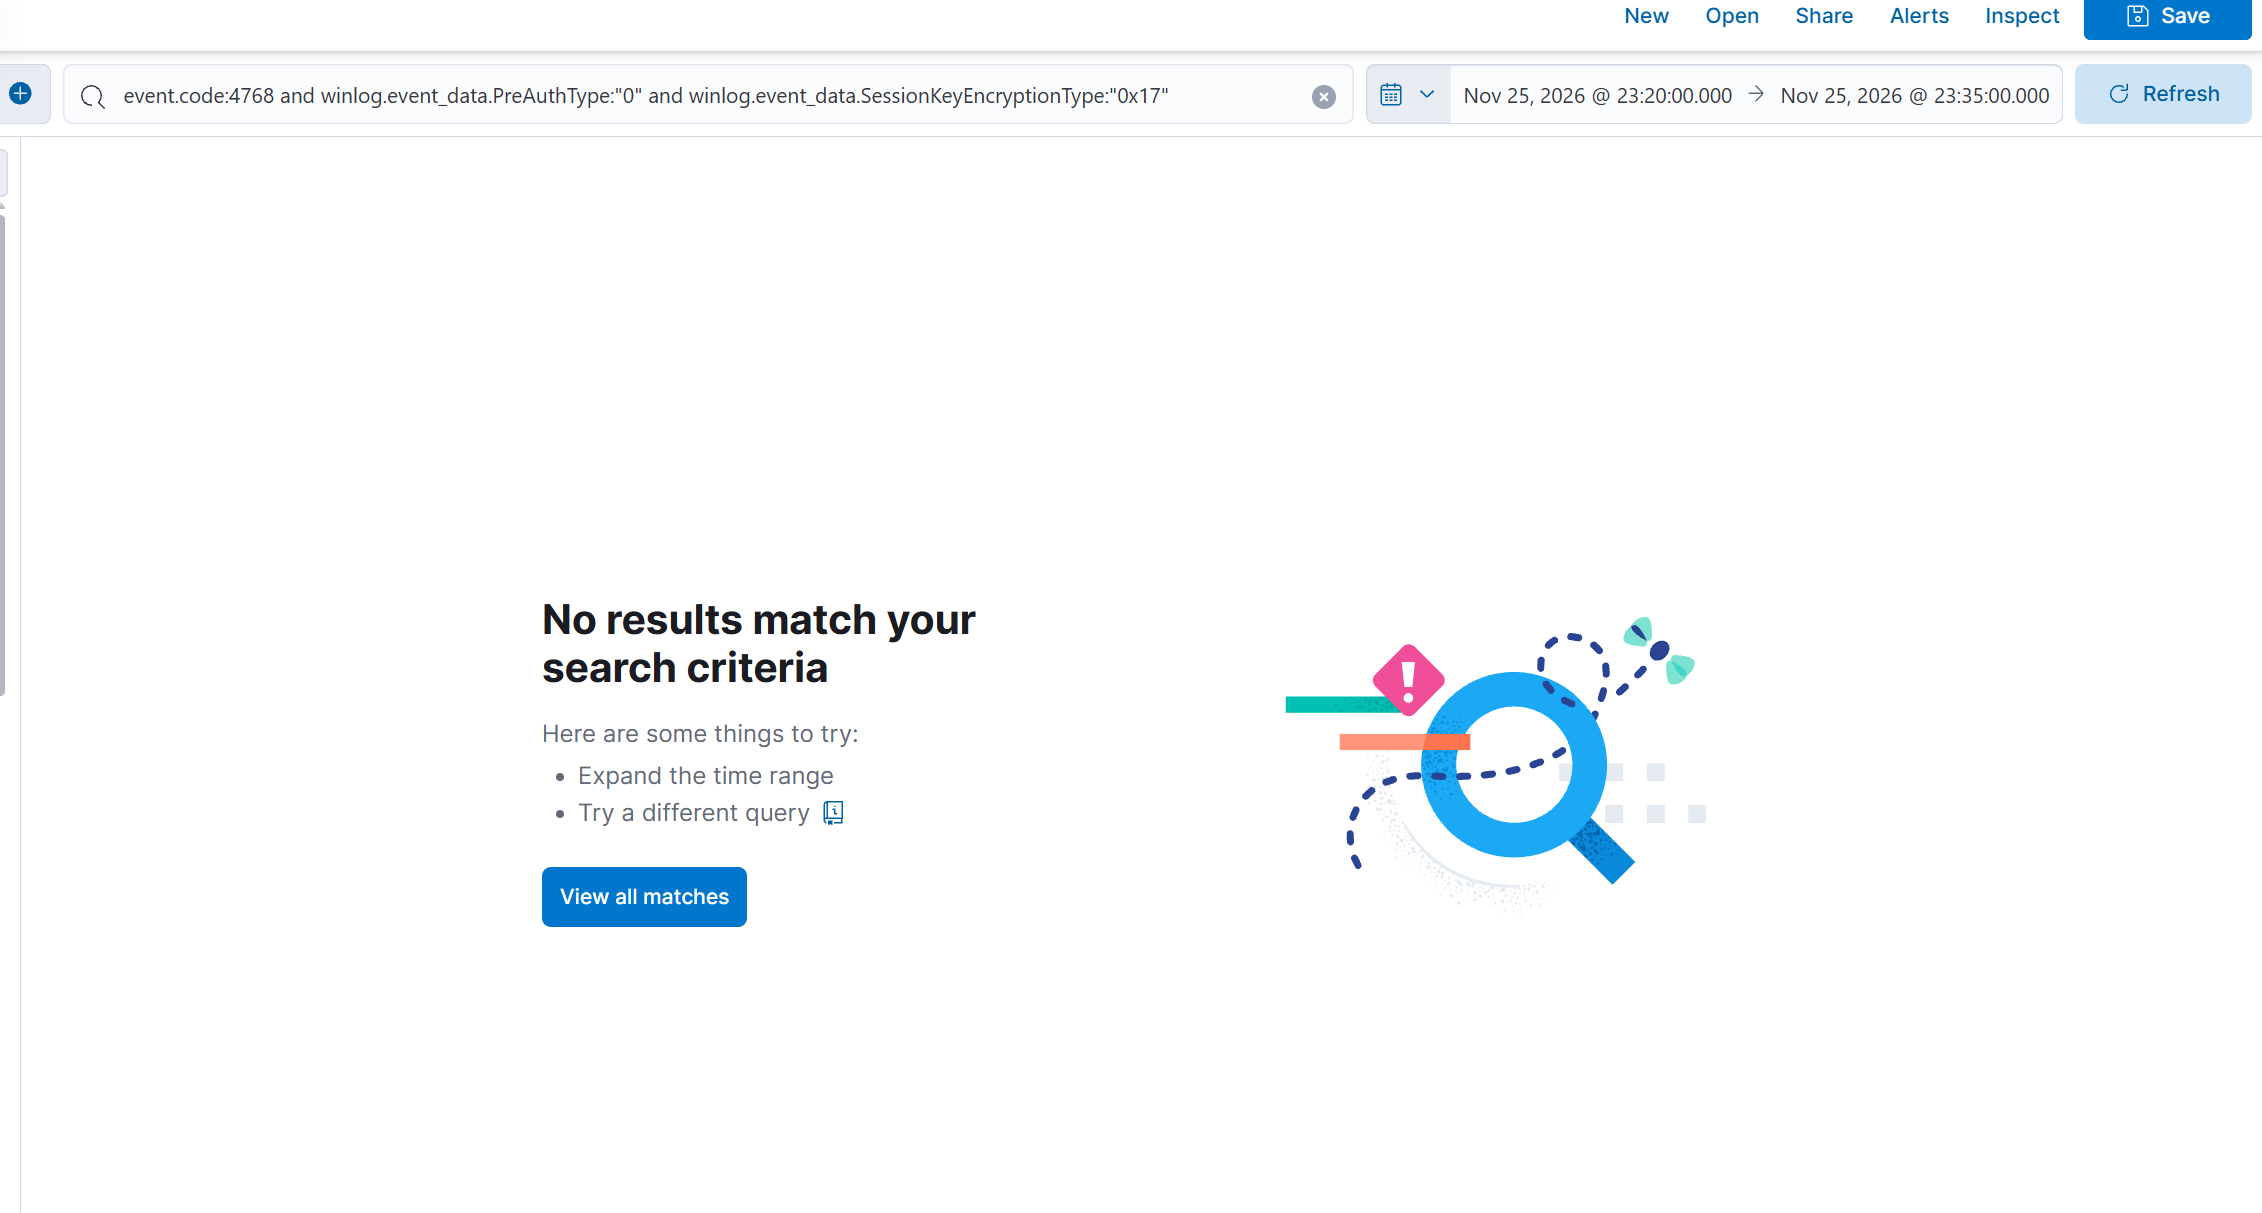 New Open Share Alerts Inspect Save
event.code:4768 and winlog.event_data.PreAuthType:"0" and winlog.event_data.SessionKeyEncryptionType:"0x17" Nov 25, 2026 @ 23:20:00.000 → Nov 25, 2026 @ 23:35:00.000 Refresh
No results match your
search criteria
Here are some things to try:
• Expand the time range
• Try a different query
View all matches